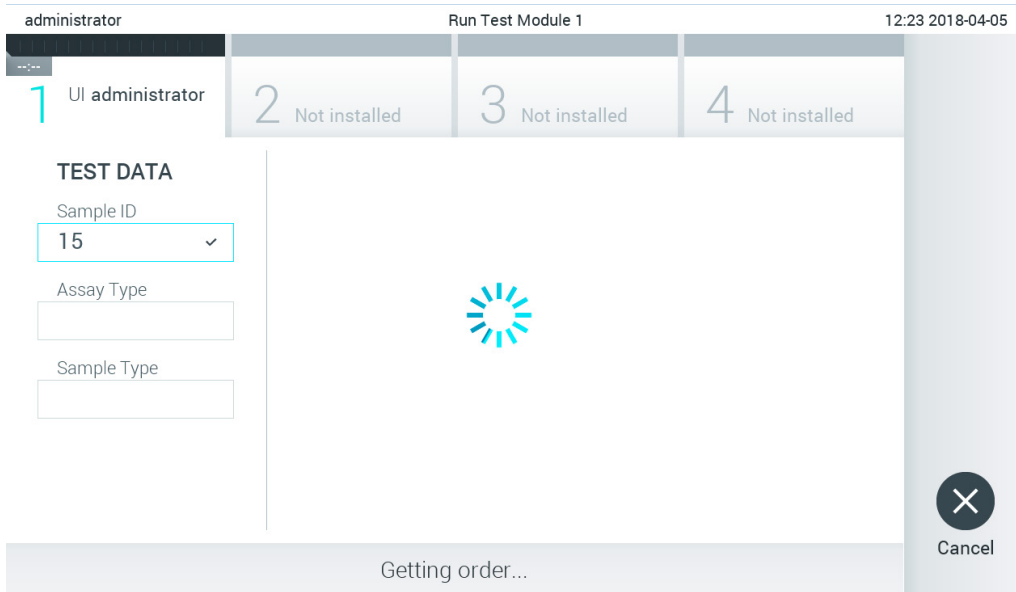 administrator Run Test Module 1 12:23 2018-04-05
--:--
1 UI administrator 2 Not installed 3 Not installed 4 Not installed
TEST DATA
Sample ID
15
Assay Type
Sample Type
Cancel
Getting order...